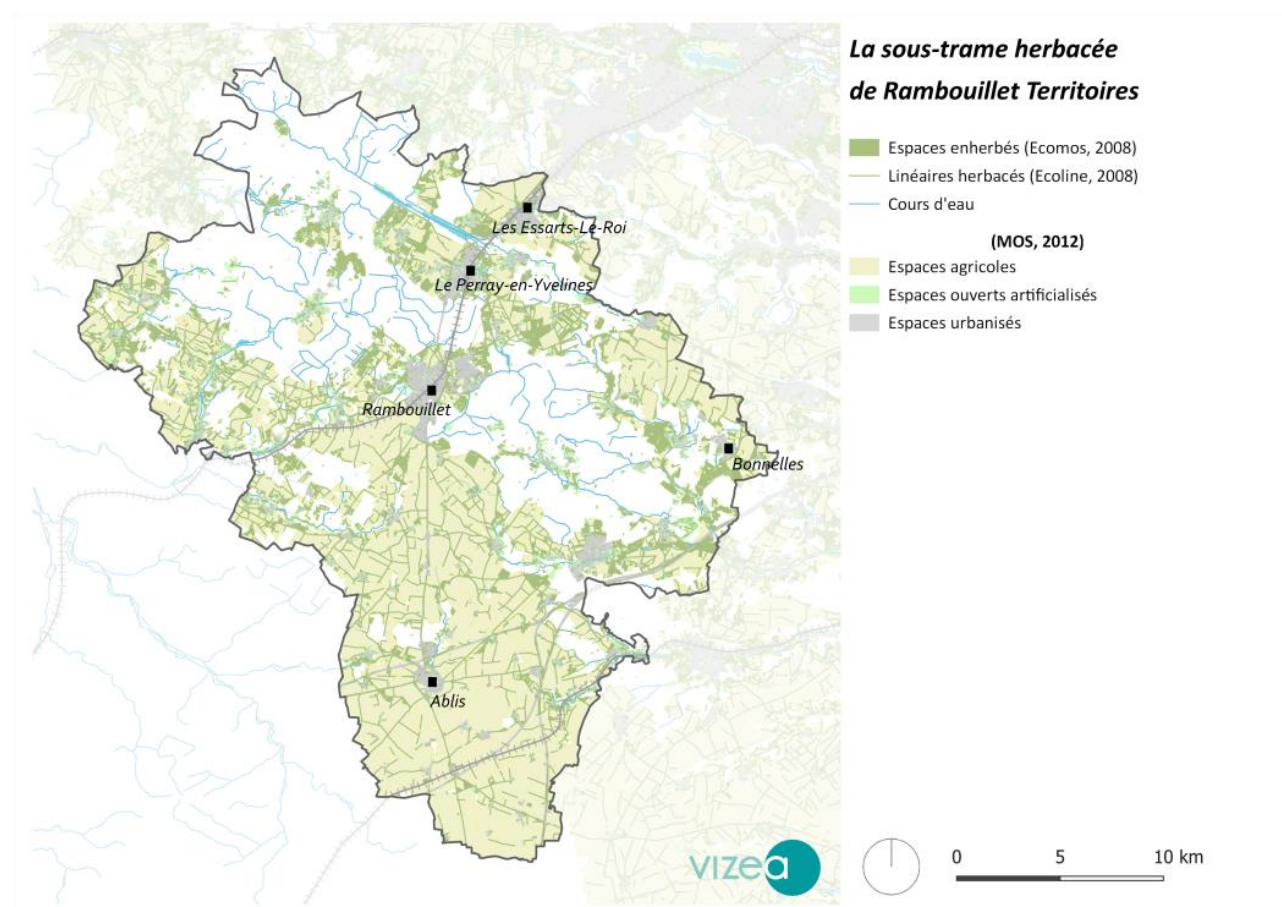 La sous-trame herbacée
de Rambouillet Territoires
Espaces enherbés (Ecomos, 2008)
Linéaires herbacés (Ecoline, 2008)
Cours d'eau
(MOS, 2012)
Espaces agricoles
Espaces ouverts artificialisés
Espaces urbanisés
Les Essarts-Le-Roi
Le Perray-en-Yvelines
Rambouillet
Bonnelles
Ablis
vizea
0 5 10 km